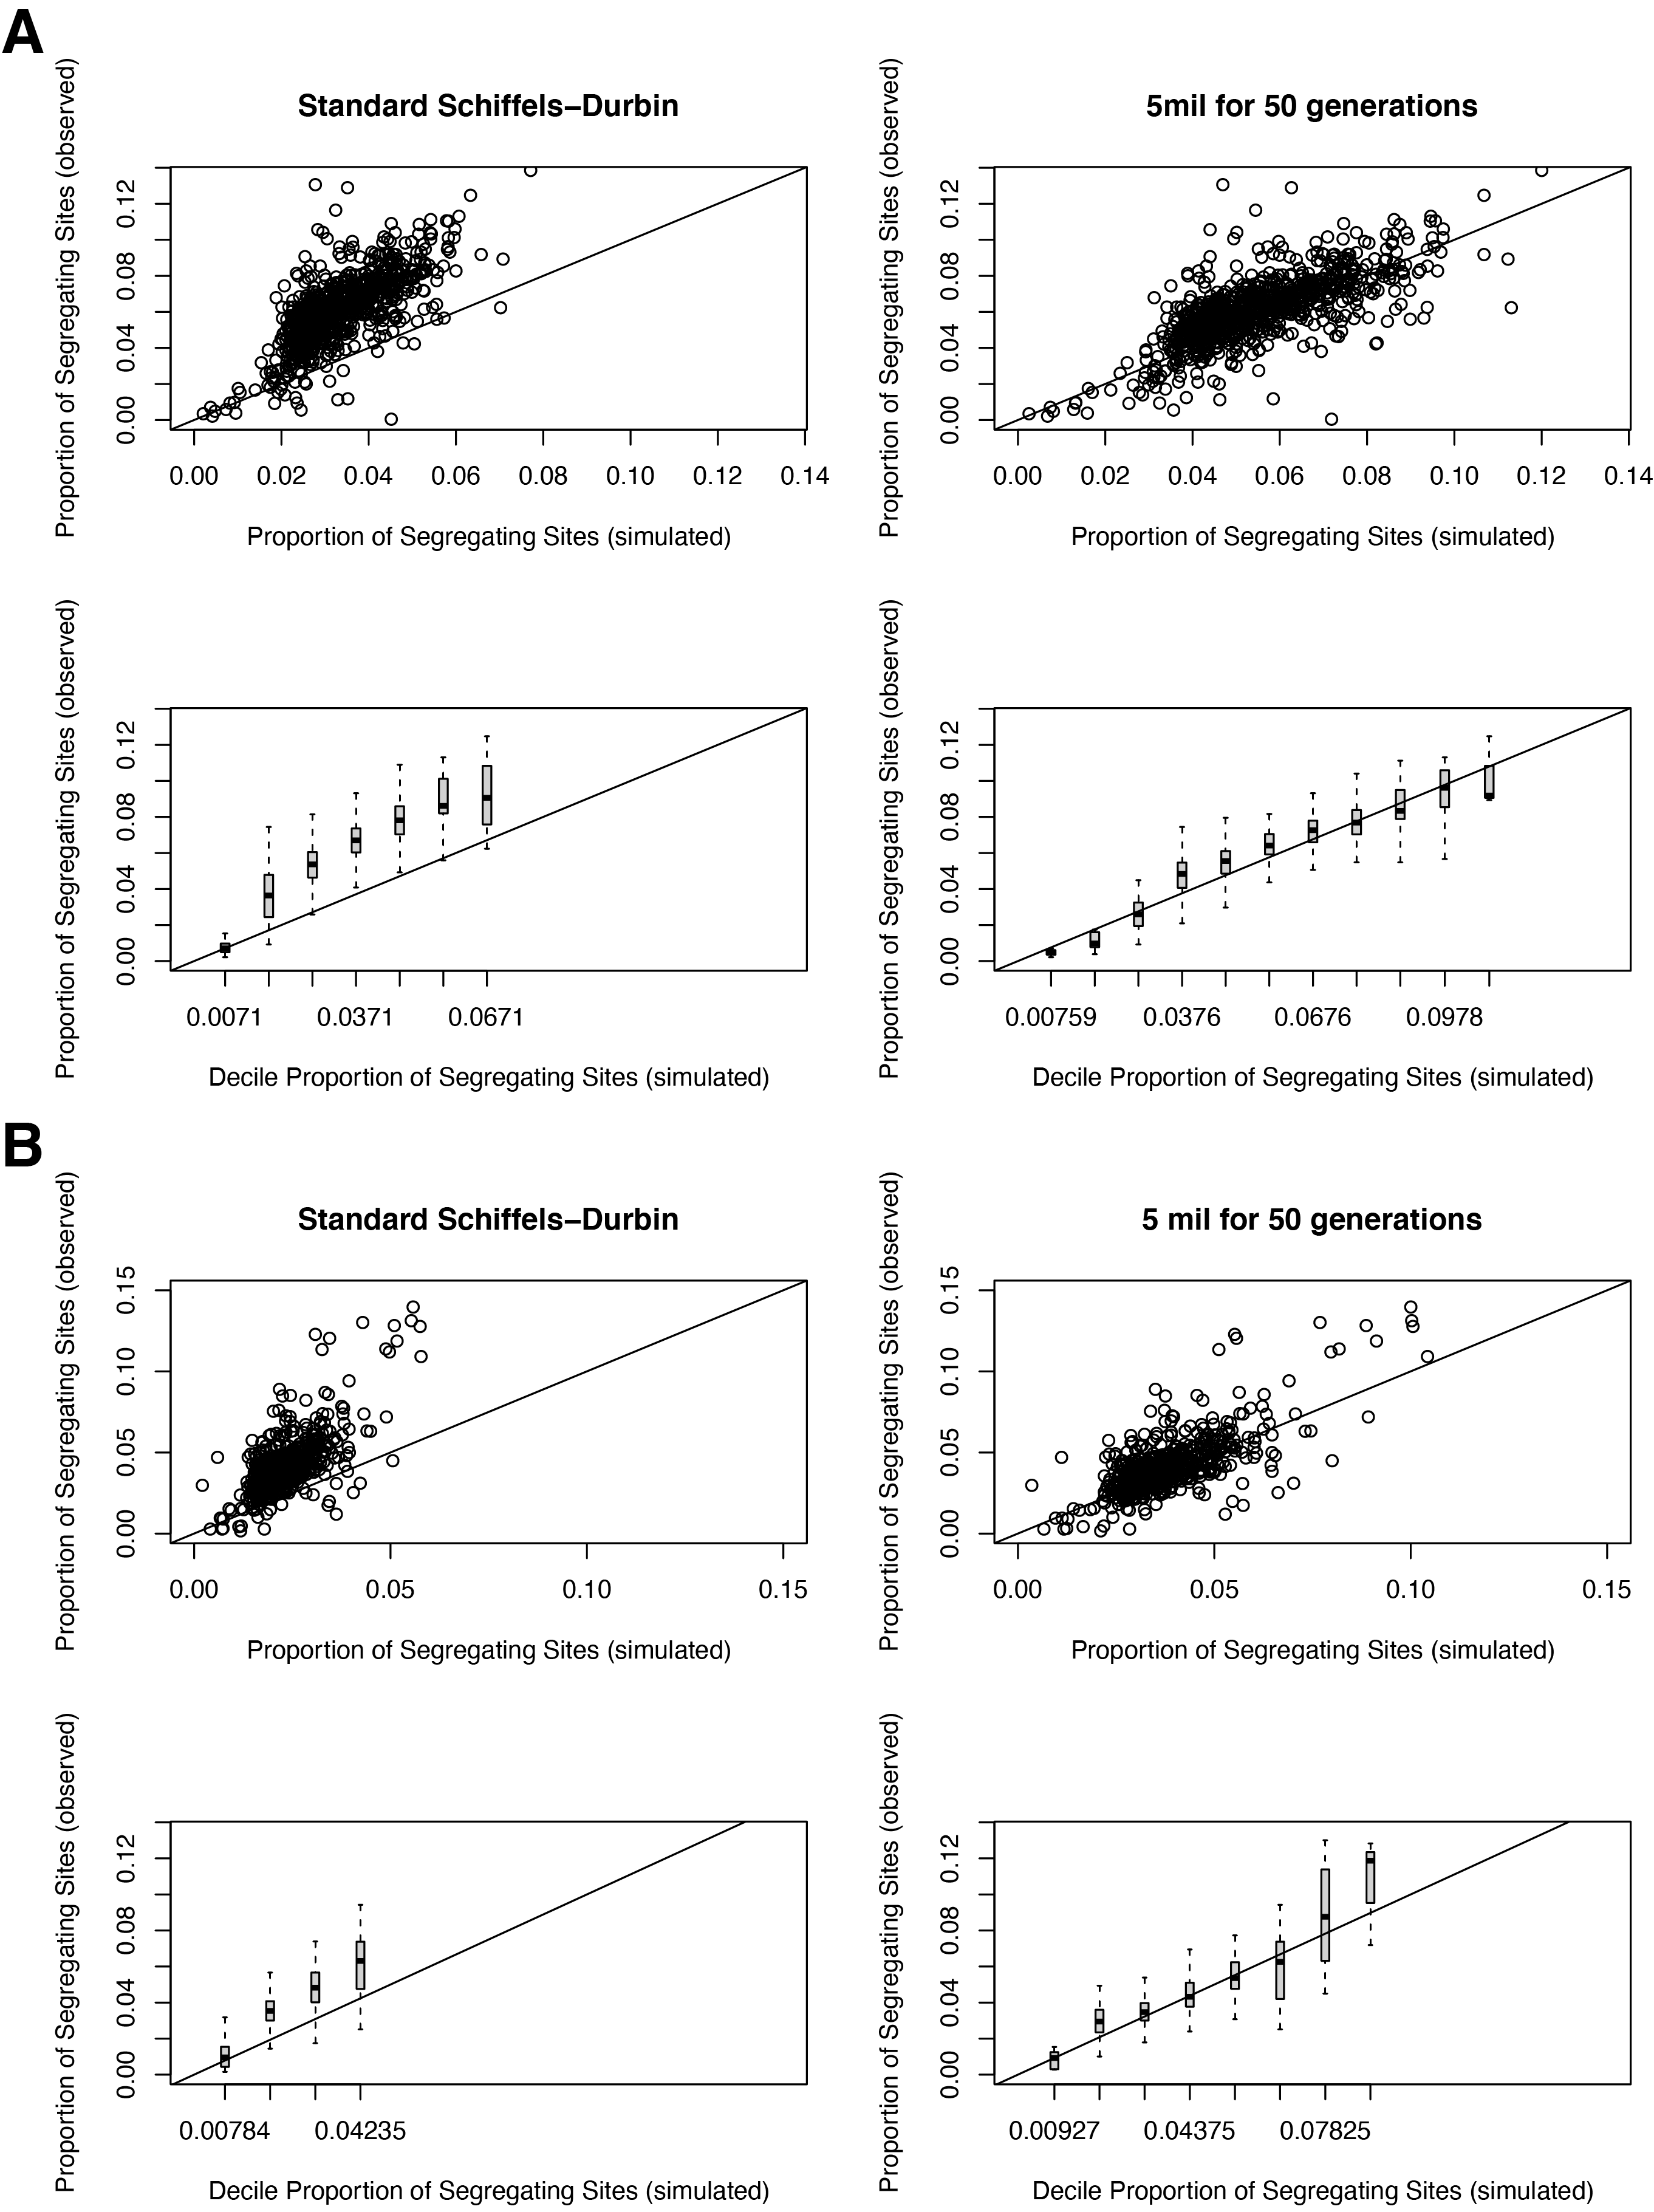 A
Standard Schiffels–Durbin
Proportion of Segregating Sites (observed)
0.00 0.04 0.08 0.12
0.00 0.02 0.04 0.06 0.08 0.10 0.12 0.14
Proportion of Segregating Sites (simulated)
5mil for 50 generations
Proportion of Segregating Sites (observed)
0.00 0.04 0.08 0.12
0.00 0.02 0.04 0.06 0.08 0.10 0.12 0.14
Proportion of Segregating Sites (simulated)
Proportion of Segregating Sites (observed)
0.00 0.04 0.08 0.12
0.0071 0.0371 0.0671
Decile Proportion of Segregating Sites (simulated)
Proportion of Segregating Sites (observed)
0.00 0.04 0.08 0.12
0.00759 0.0376 0.0676 0.0978
Decile Proportion of Segregating Sites (simulated)
B
Standard Schiffels–Durbin
Proportion of Segregating Sites (observed)
0.00 0.05 0.10 0.15
0.00 0.05 0.10 0.15
Proportion of Segregating Sites (simulated)
5 mil for 50 generations
Proportion of Segregating Sites (observed)
0.00 0.05 0.10 0.15
0.00 0.05 0.10 0.15
Proportion of Segregating Sites (simulated)
Proportion of Segregating Sites (observed)
0.00 0.04 0.08 0.12
0.00784 0.04235
Decile Proportion of Segregating Sites (simulated)
Proportion of Segregating Sites (observed)
0.00 0.04 0.08 0.12
0.00927 0.04375 0.07825
Decile Proportion of Segregating Sites (simulated)